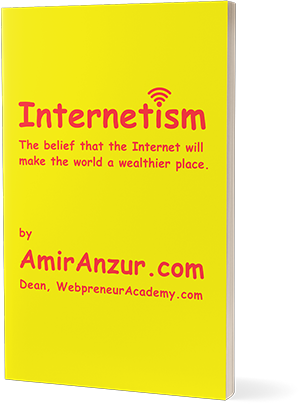 Internetism
The belief that the Internet will
make the world a wealthier place.
by
AmirAnzur.com
Dean, WebpreneurAcademy.com